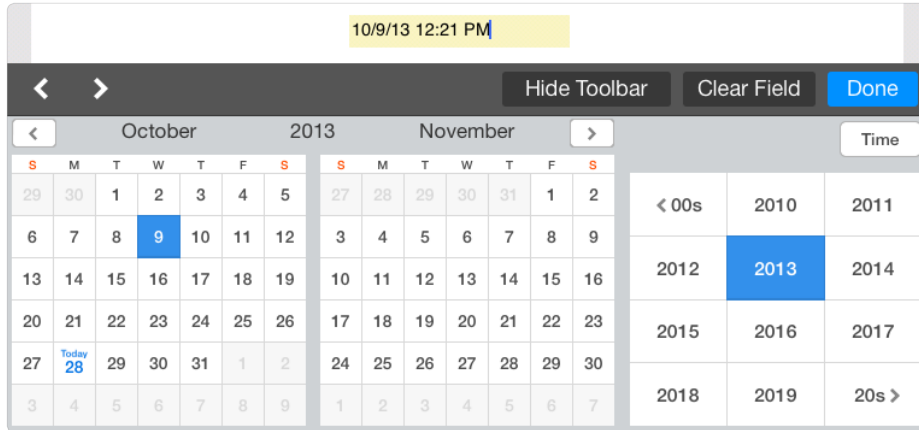 10/9/13 12:21 PM
Hide Toolbar Clear Field Done
October 2013 November
Time
S M T W T F S S M T W T F S
29 30 1 2 3 4 5 27 28 29 30 31 1 2
00s 2010 2011
6 7 8 9 10 11 12 3 4 5 6 7 8 9
13 14 15 16 17 18 19 10 11 12 13 14 15 16
2012 2013 2014
20 21 22 23 24 25 26 17 18 19 20 21 22 23
2015 2016 2017
Today
27 28 29 30 31 1 2 24 25 26 27 28 29 30
3 4 5 6 7 8 9 1 2 3 4 5 6 7
2018 2019 20s